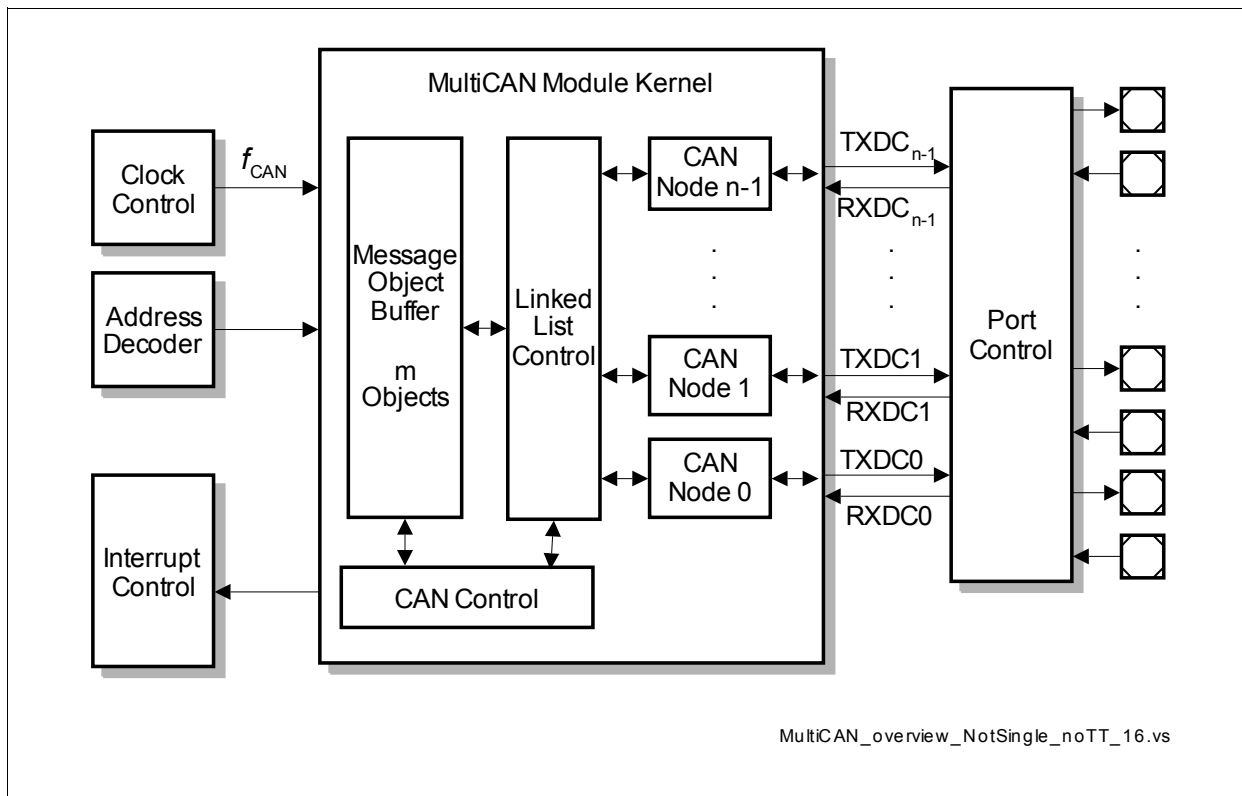 MultiCAN Module Kernel
Clock
Control
fCAN
Address
Decoder
Interrupt
Control
Message
Object
Buffer
m
Objects
Linked
List
Control
CAN Control
CAN
Node n-1
.
.
.
CAN
Node 1
CAN
Node 0
TXDCn-1
RXDCn-1
.
.
.
TXDC1
RXDC1
TXDC0
RXDC0
Port
Control
.
.
.
MultiCAN_overview_NotSingle_noTT_16.vs